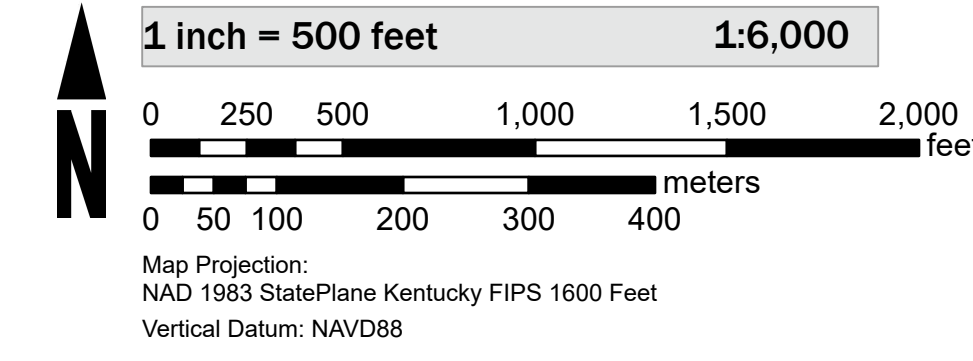 1 inch = 500 feet 1:6,000
0 250 500 1,000 1,500 2,000
feet
meters
0 50 100 200 300 400
N
Map Projection:
NAD 1983 StatePlane Kentucky FIPS 1600 Feet
Vertical Datum: NAVD88